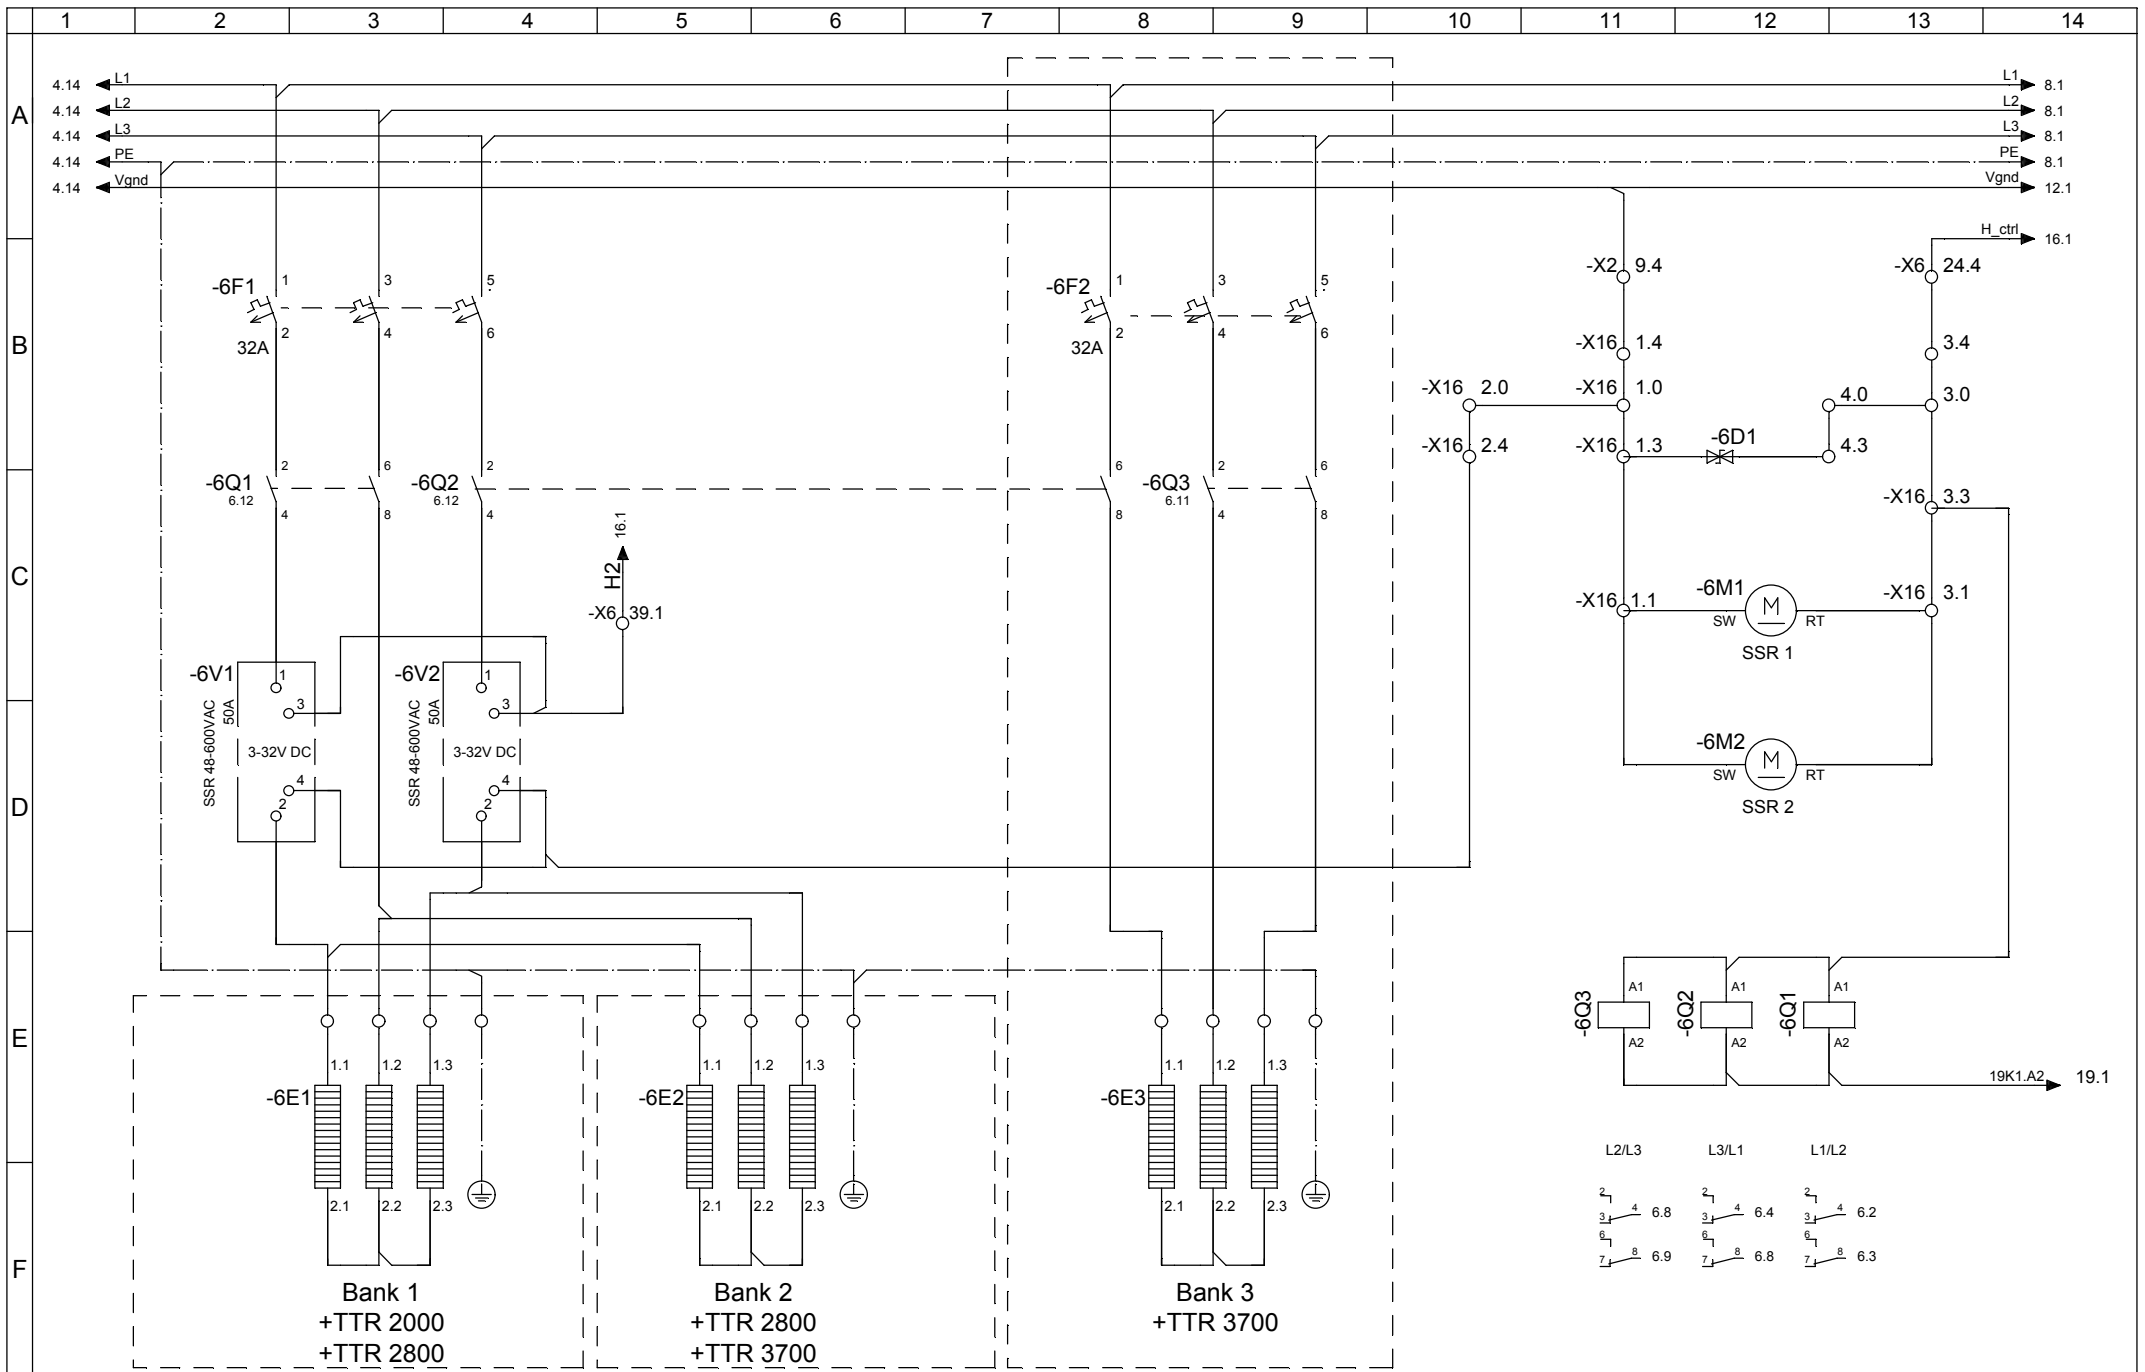 1 2 3 4 5 6 7 8 9 10 11 12 13 14
A
4.14 L1 L1 8.1
4.14 L2 L2 8.1
4.14 L3 L3 8.1
4.14 PE PE 8.1
4.14 Vgnd Vgnd 12.1
H_ctrl 16.1
-X2 9.4 -X6 24.4
1 3 5 1 3 5
-6F1 -6F2
2 4 6 2 4 6
B
32A 32A
-X16 1.4 3.4
-X16 2.0 -X16 1.0 4.0 3.0
-6D1
-X16 2.4 -X16 1.3 4.3
2 6 2 6 2 6
-6Q1 -6Q2 -6Q3
6.12 6.12 6.11
-X16 3.3
4 8 4 8 4 8
16.1
C
H2
-X6 39.1
-6M1
-X16 1.1 -X16 3.1
SW M RT
SSR 1
-6V1 1 -6V2 1
3 3
SSR 48-600VAC
50A
SSR 48-600VAC
50A
3-32V DC 3-32V DC
-6M2
SW M RT
SSR 2
4 4
2 2
D
E
A1 A1 A1
-6Q3 -6Q2 -6Q1
A2 A2 A2
1.1 1.2 1.3 1.1 1.2 1.3 1.1 1.2 1.3
19K1.A2 19.1
-6E1 -6E2 -6E3
L2/L3 L3/L1 L1/L2
2.1 2.2 2.3 2.1 2.2 2.3 2.1 2.2 2.3
2 2 2
3 4 6.8 3 4 6.4 3 4 6.2
6 6 6
7 8 6.9 7 8 6.8 7 8 6.3
F
Bank 1 Bank 2 Bank 3
+TTR 2000 +TTR 2800 +TTR 3700
+TTR 2800 +TTR 3700